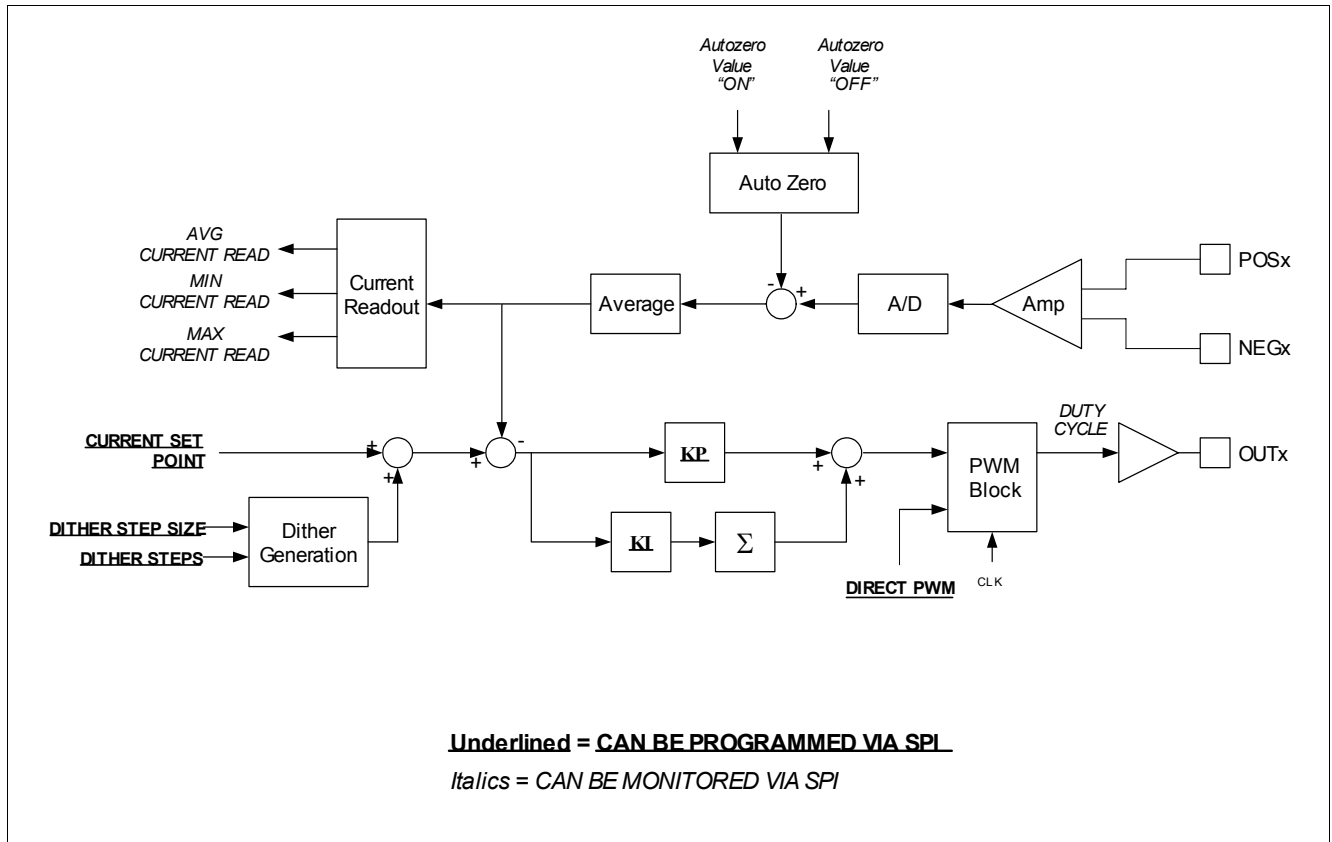 Autozero
Value
“ON”
Autozero
Value
“OFF”
Auto Zero
AVG
CURRENT READ
MIN
CURRENT READ
MAX
CURRENT READ
Current
Readout
Average
-
+
A/D
Amp
POSx
NEGx
CURRENT SET
POINT
+
+
-
+
KP
+
+
DUTY
CYCLE
PWM
Block
OUTx
DITHER STEP SIZE
DITHER STEPS
Dither
Generation
KI
Σ
DIRECT PWM
CLK
Underlined = CAN BE PROGRAMMED VIA SPI
Italics = CAN BE MONITORED VIA SPI